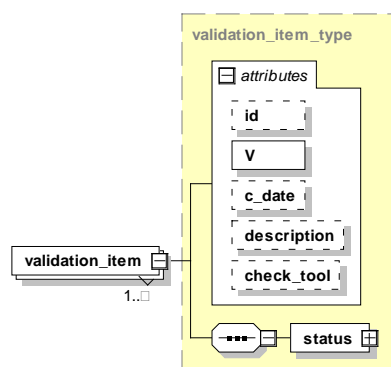 validation_item_type
attributes
id
V
c_date
description
check_tool
validation_item
1..
status